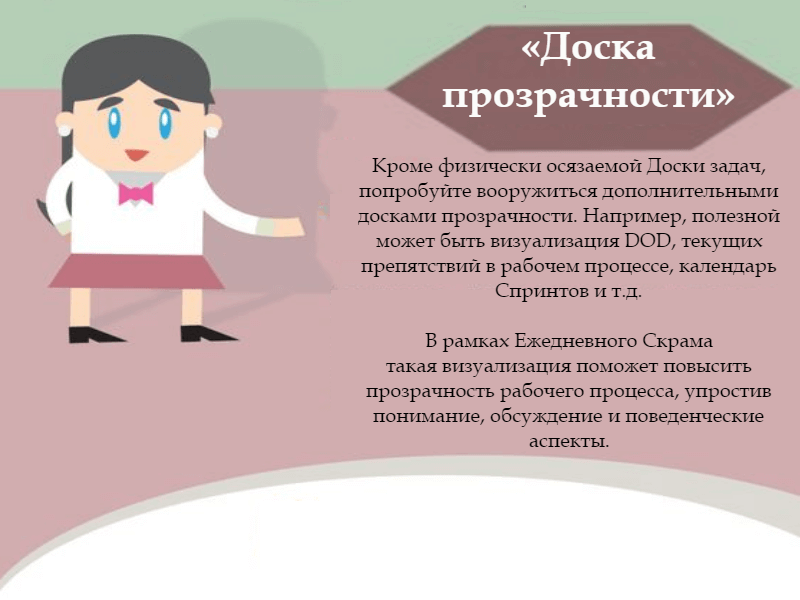 «Доска
прозрачности»
Кроме физически осязаемой Доски задач,
попробуйте вооружиться дополнительными
досками прозрачности. Например, полезной
может быть визуализация DOD, текущих
препятствий в рабочем процессе, календарь
Спринтов и т.д.
В рамках Ежедневного Скрама
такая визуализация поможет повысить
прозрачность рабочего процесса, упростив
понимание, обсуждение и поведенческие
аспекты.